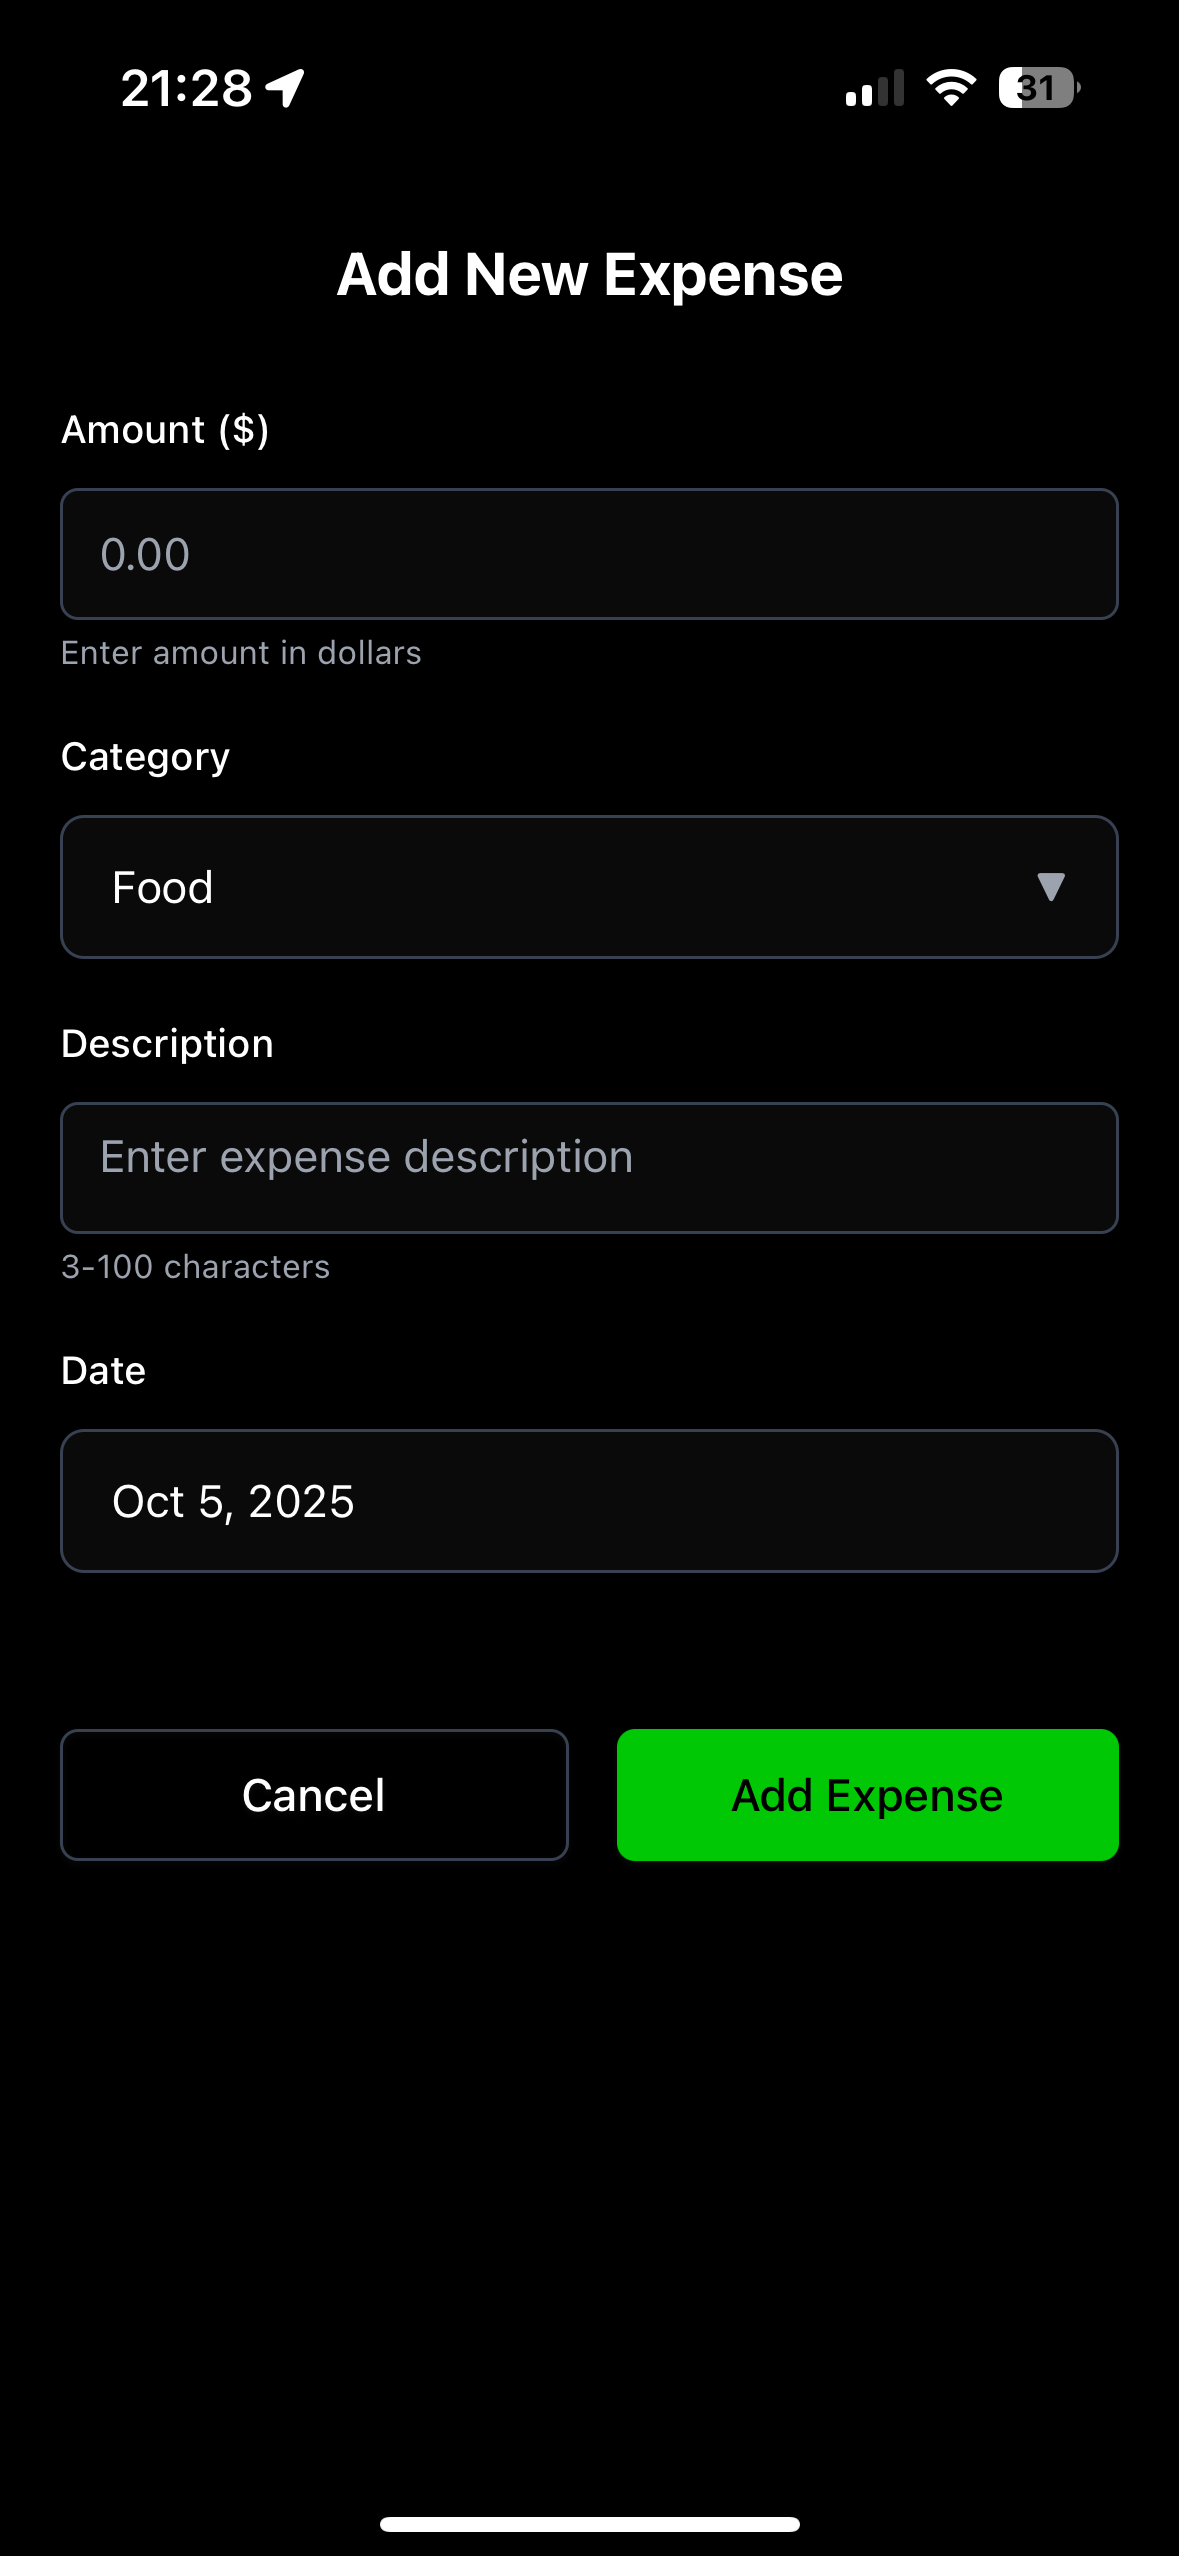 21:28
31
Add New Expense
Amount ($)
0.00
Enter amount in dollars
Category
Food
Description
Enter expense description
3-100 characters
Date
Oct 5, 2025
Cancel
Add Expense